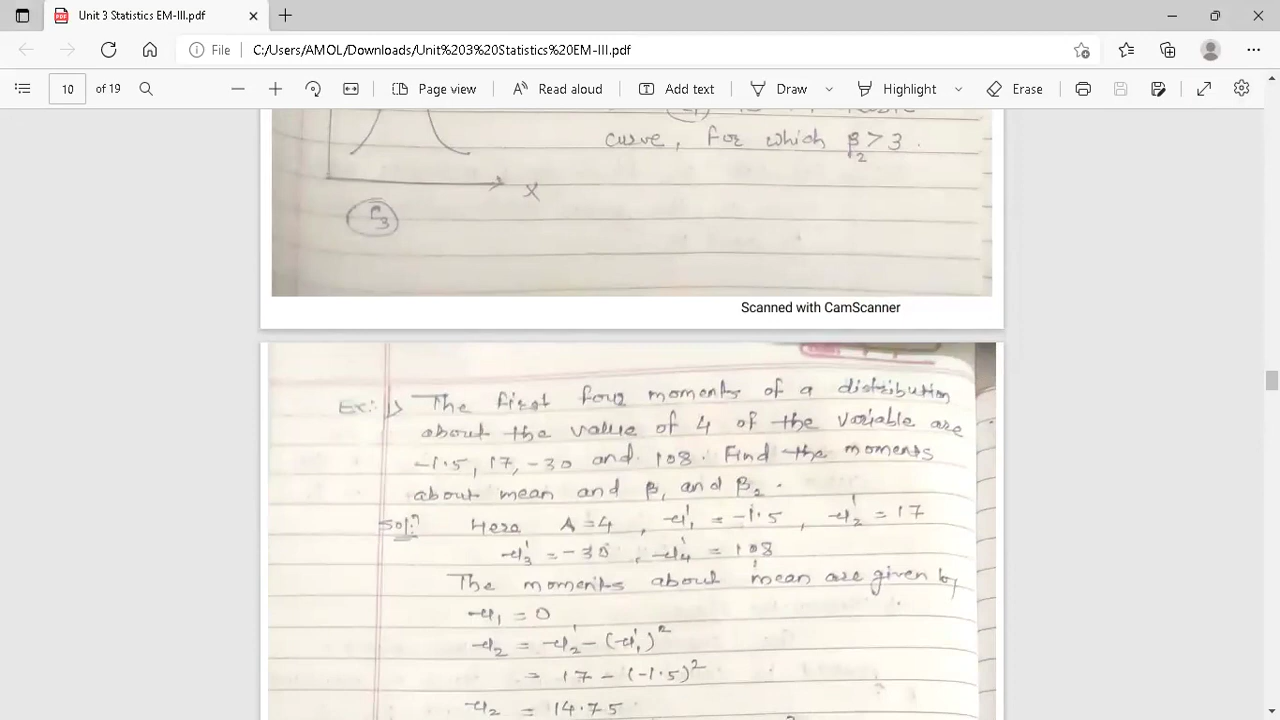 Unit 3 Statistics EM-III.pdf
File C:/Users/AMOL/Downloads/Unit%203%20Statistics%20EM-III.pdf
10 of 19 Page view Read aloud Add text Draw Highlight Erase
curve, for which β₂ > 3.
X
C₃
Scanned with CamScanner
Ex:- 1) The first four moments of a distribution
about the value of 4 of the variable are
-1.5, 17, -30 and 108. Find the moments
about mean and β₁ and β₂.
Solⁿ: Here A = 4, μ₁' = -1.5, μ₂' = 17
μ₃' = -30, μ₄' = 108
The moments about mean are given by
μ₁ = 0
μ₂ = μ₂' - (μ₁')²
= 17 - (-1.5)²
μ₂ = 14.75